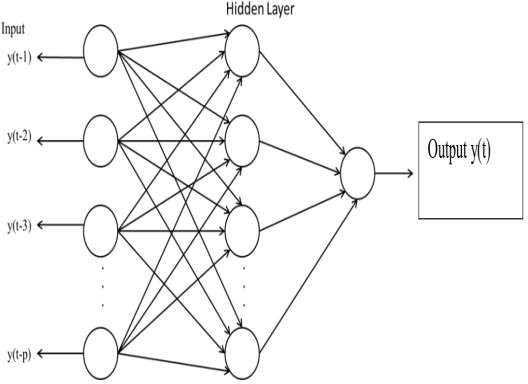 Hidden Layer
Input
y(t-1)
y(t-2)
Output y(t)
y(t-3)
y(t-p)